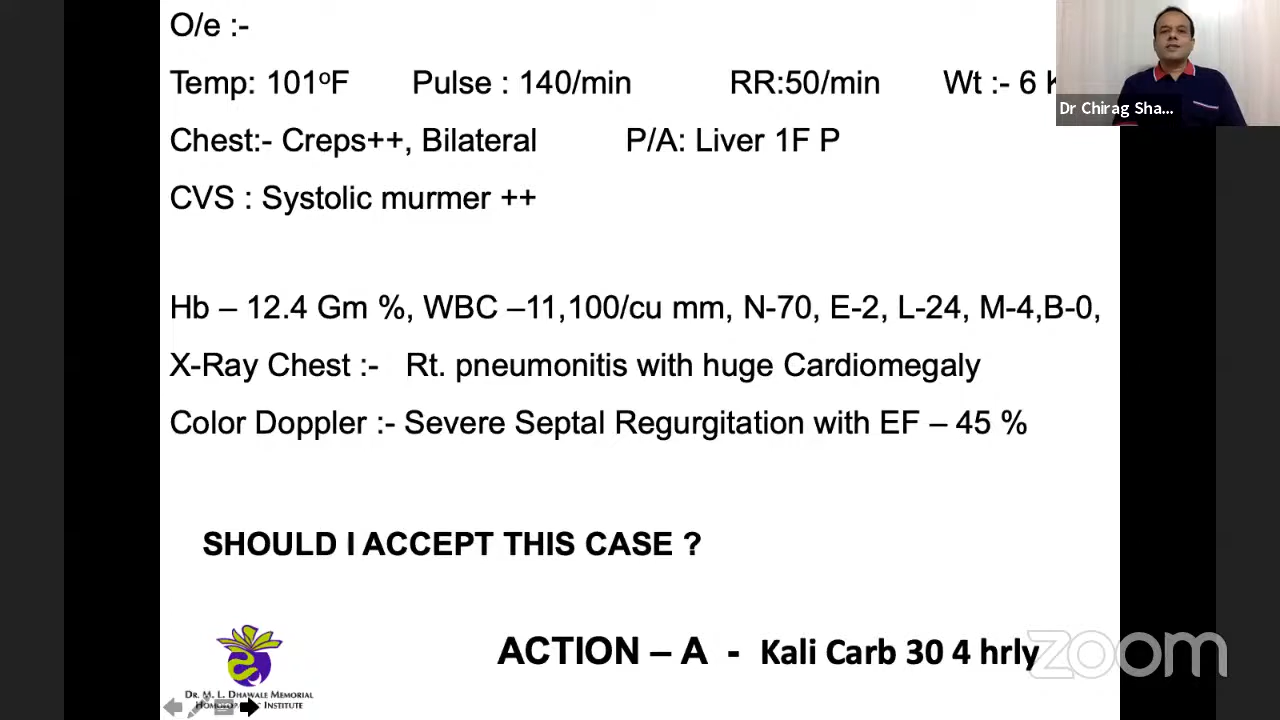 O/e :-
Temp: 101ºF Pulse : 140/min RR:50/min Wt :- 6
Chest:- Creps++, Bilateral P/A: Liver 1F P
CVS : Systolic murmer ++
Hb – 12.4 Gm %, WBC –11,100/cu mm, N-70, E-2, L-24, M-4,B-0,
X-Ray Chest :- Rt. pneumonitis with huge Cardiomegaly
Color Doppler :- Severe Septal Regurgitation with EF – 45 %
SHOULD I ACCEPT THIS CASE ?
ACTION – A - Kali Carb 30 4 hrly
Dr Chirag Sha...
zoom
DR. M. L. DHAWALE MEMORIAL
HOMOEOPATHIC INSTITUTE